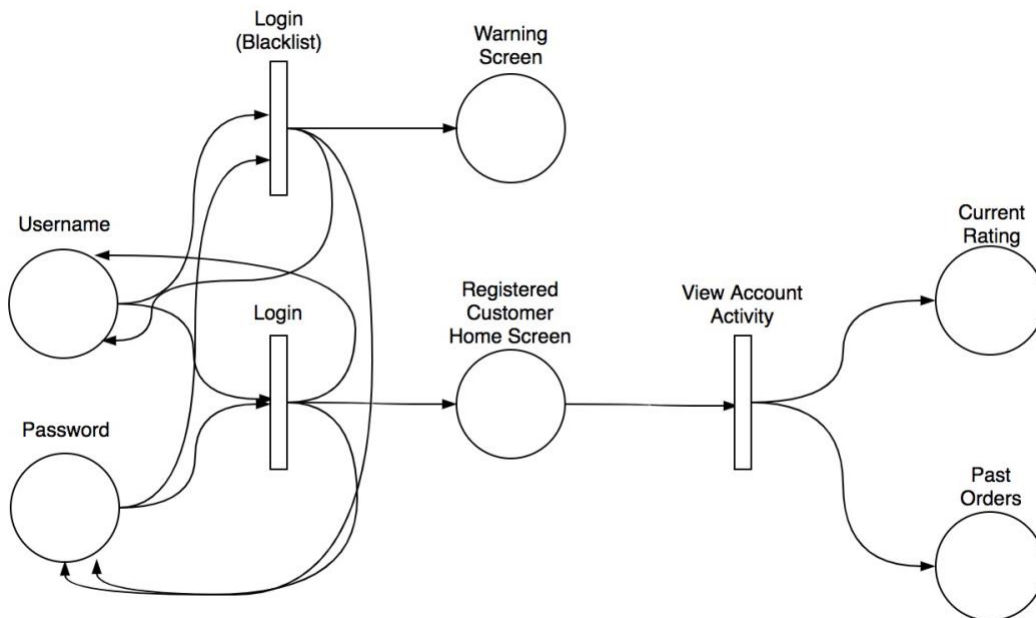 Login
(Blacklist)
Warning
Screen
Username
Current
Rating
Login
Registered
Customer
Home Screen
View Account
Activity
Password
Past
Orders